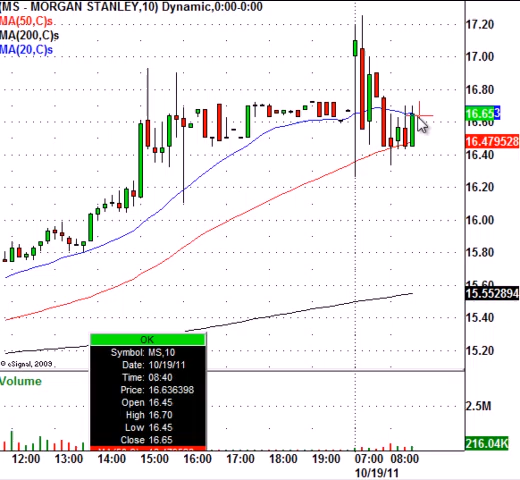 (MS - MORGAN STANLEY,10) Dynamic,0:00-0:00
MA(50,C)s
MA(200,C)s
MA(20,C)s
17.20
17.00
16.80
16.653
16.60
16.479528
16.40
16.20
16.00
15.80
15.60
15.552894
15.40
15.20
© eSignal, 2009
OK
Symbol: MS,10
Date: 10/19/11
Time: 08:40
Price: 16.636398
Open 16.45
High 16.70
Low 16.45
Close 16.65
Volume
2.5M
216.04K
12:00 13:00 14:00 15:00 16:00 17:00 18:00 19:00 07:00 08:00
10/19/11